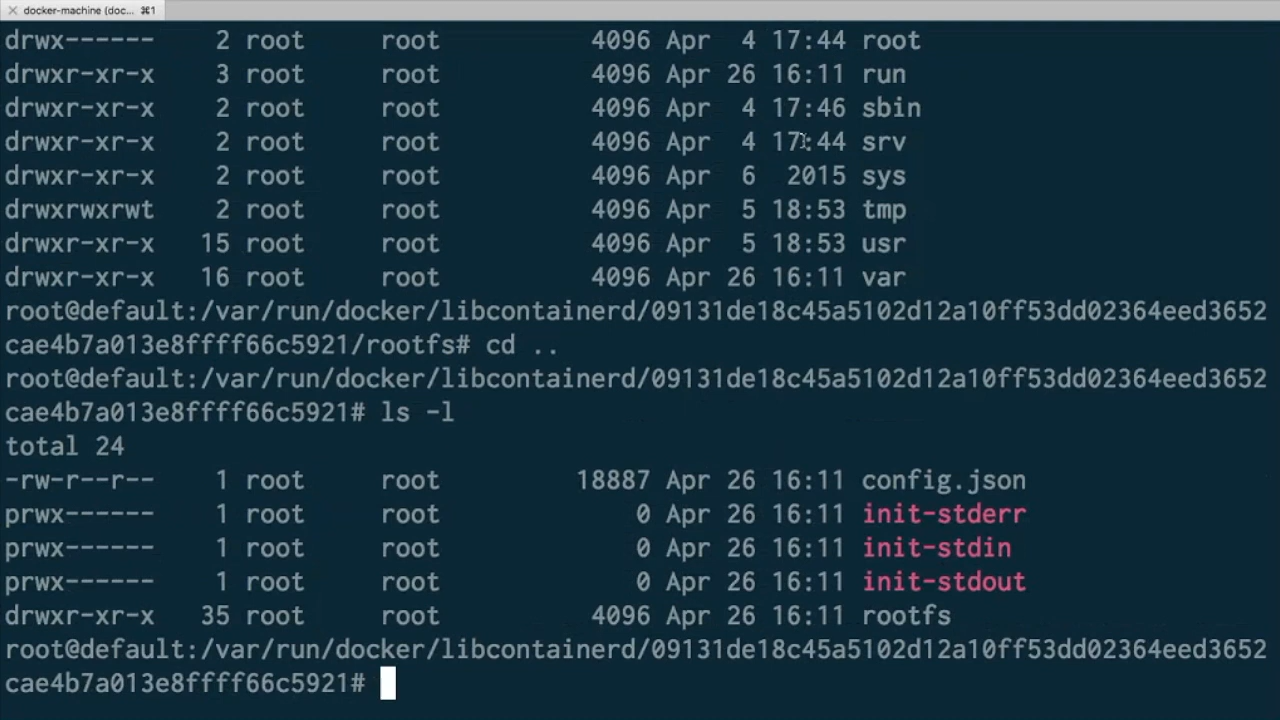 docker-machine (doc... ⌘1
drwx------ 2 root root 4096 Apr 4 17:44 root
drwxr-xr-x 3 root root 4096 Apr 26 16:11 run
drwxr-xr-x 2 root root 4096 Apr 4 17:46 sbin
drwxr-xr-x 2 root root 4096 Apr 4 17:44 srv
drwxr-xr-x 2 root root 4096 Apr 6 2015 sys
drwxrwxrwt 2 root root 4096 Apr 5 18:53 tmp
drwxr-xr-x 15 root root 4096 Apr 5 18:53 usr
drwxr-xr-x 16 root root 4096 Apr 26 16:11 var
root@default:/var/run/docker/libcontainerd/09131de18c45a5102d12a10ff53dd02364eed3652
cae4b7a013e8ffff66c5921/rootfs# cd ..
root@default:/var/run/docker/libcontainerd/09131de18c45a5102d12a10ff53dd02364eed3652
cae4b7a013e8ffff66c5921# ls -l
total 24
-rw-r--r-- 1 root root 18887 Apr 26 16:11 config.json
prwx------ 1 root root 0 Apr 26 16:11 init-stderr
prwx------ 1 root root 0 Apr 26 16:11 init-stdin
prwx------ 1 root root 0 Apr 26 16:11 init-stdout
drwxr-xr-x 35 root root 4096 Apr 26 16:11 rootfs
root@default:/var/run/docker/libcontainerd/09131de18c45a5102d12a10ff53dd02364eed3652
cae4b7a013e8ffff66c5921#